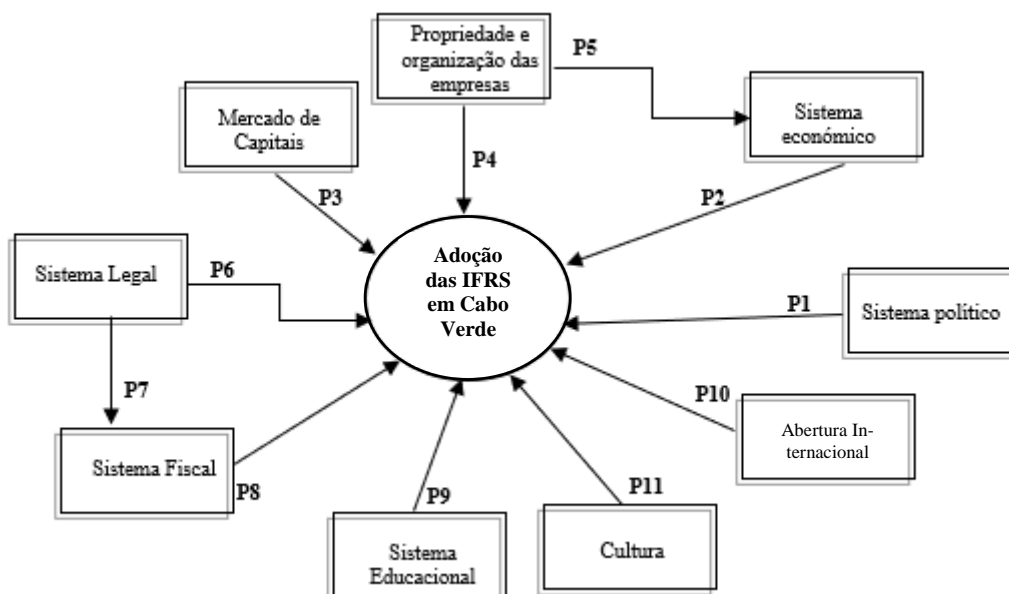 Propriedade e
organização das
empresas
P5
Mercado de
Capitais
Sistema
económico
P4
P3
P2
Adoção
das IFRS
em Cabo
Verde
Sistema Legal
P6
P1
Sistema político
P7
P10
Abertura In-
ternacional
Sistema Fiscal
P8
P9
P11
Sistema
Educacional
Cultura